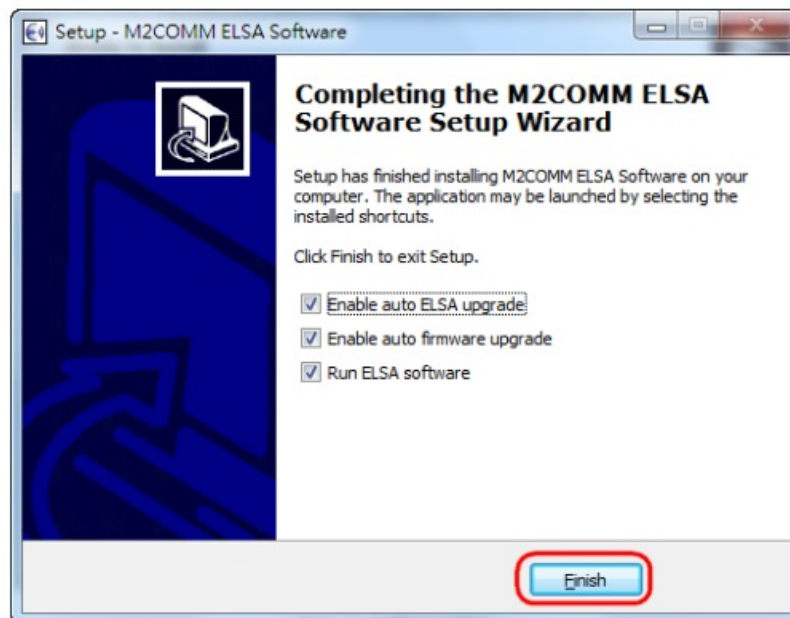 Setup - M2COMM ELSA Software
Completing the M2COMM ELSA
Software Setup Wizard
Setup has finished installing M2COMM ELSA Software on your
computer. The application may be launched by selecting the
installed shortcuts.
Click Finish to exit Setup.
Enable auto ELSA upgrade
Enable auto firmware upgrade
Run ELSA software
Finish